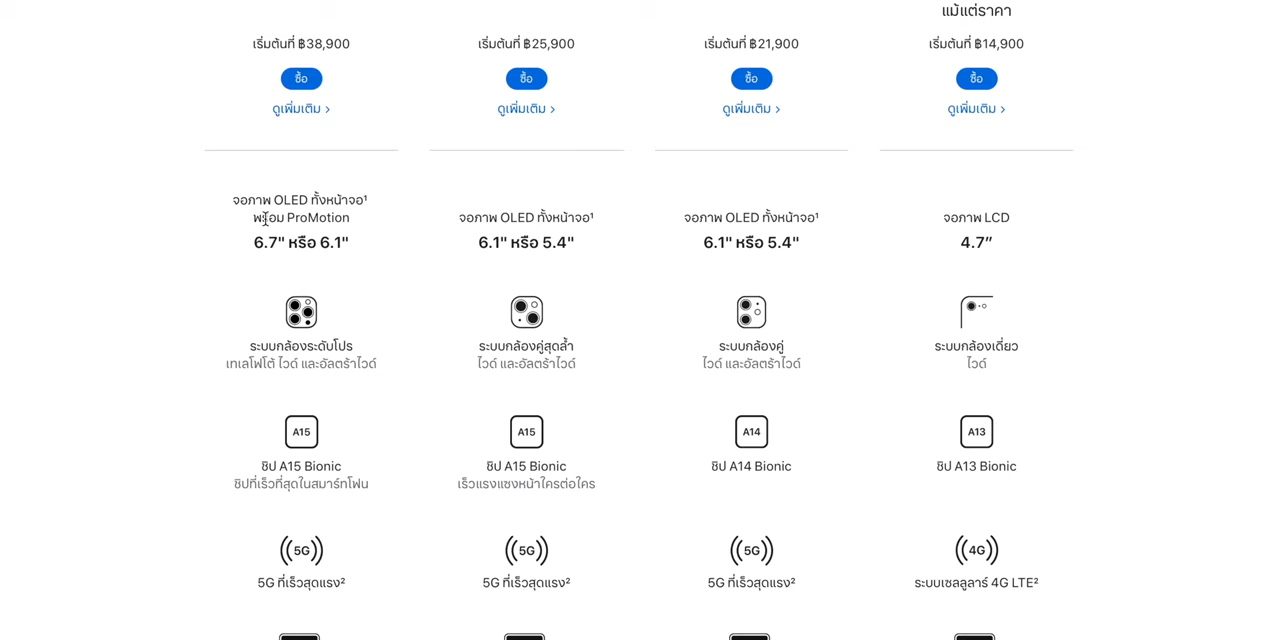 แม้แต่ราคา
เริ่มต้นที่ ฿38,900
เริ่มต้นที่ ฿25,900
เริ่มต้นที่ ฿21,900
เริ่มต้นที่ ฿14,900
ซื้อ
ซื้อ
ซื้อ
ซื้อ
ดูเพิ่มเติม >
ดูเพิ่มเติม >
ดูเพิ่มเติม >
ดูเพิ่มเติม >
จอภาพ OLED ทั้งหน้าจอ¹
พร้อม ProMotion
6.7" หรือ 6.1"
จอภาพ OLED ทั้งหน้าจอ¹
6.1" หรือ 5.4"
จอภาพ OLED ทั้งหน้าจอ¹
6.1" หรือ 5.4"
จอภาพ LCD
4.7”
ระบบกล้องระดับโปร
เทเลโฟโต้ ไวด์ และอัลตร้าไวด์
ระบบกล้องคู่สุดล้ำ
ไวด์ และอัลตร้าไวด์
ระบบกล้องคู่
ไวด์ และอัลตร้าไวด์
ระบบกล้องเดี่ยว
ไวด์
A15
A15
A14
A13
ชิป A15 Bionic
ชิปที่เร็วที่สุดในสมาร์ทโฟน
ชิป A15 Bionic
เร็วแรงแซงหน้าใครต่อใคร
ชิป A14 Bionic
ชิป A13 Bionic
5G
5G
5G
4G
5G ที่เร็วสุดแรง²
5G ที่เร็วสุดแรง²
5G ที่เร็วสุดแรง²
ระบบเซลลูลาร์ 4G LTE²